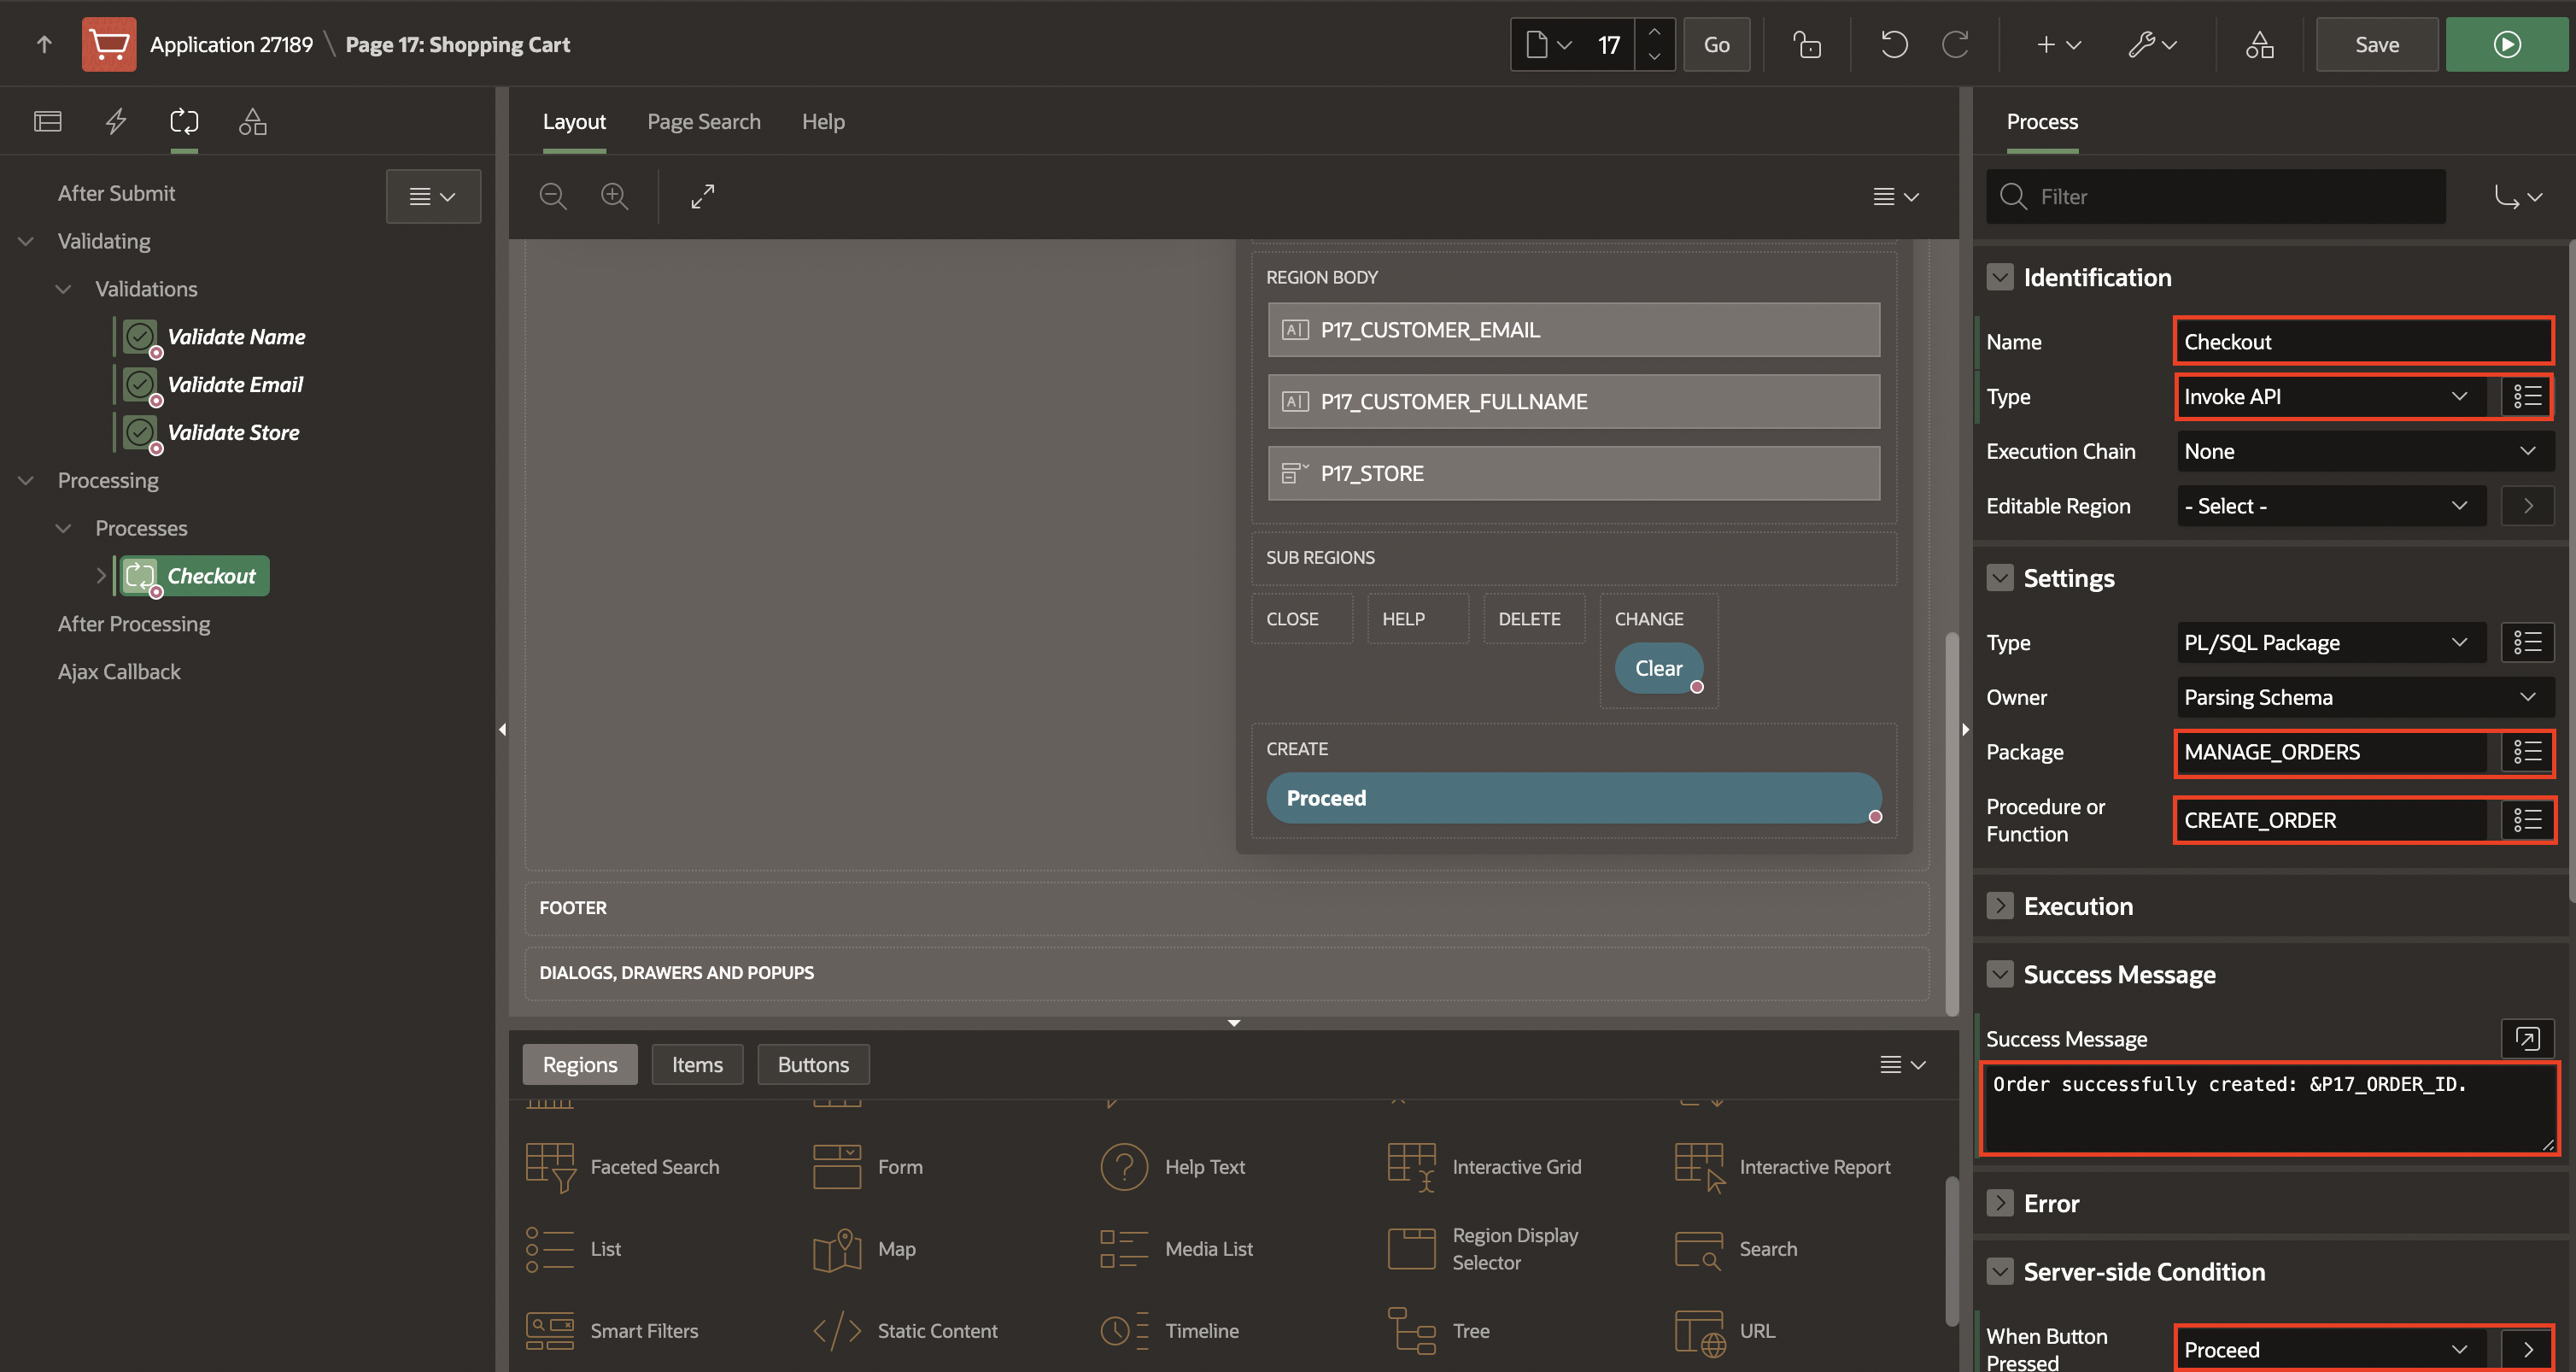 Application 27189 \ Page 17: Shopping Cart
17
Go
Save
After Submit
Validating
Validations
Validate Name
Validate Email
Validate Store
Processing
Processes
Checkout
After Processing
Ajax Callback
Layout
Page Search
Help
REGION BODY
P17_CUSTOMER_EMAIL
P17_CUSTOMER_FULLNAME
P17_STORE
SUB REGIONS
CLOSE
HELP
DELETE
CHANGE
Clear
CREATE
Proceed
FOOTER
DIALOGS, DRAWERS AND POPUPS
Regions
Items
Buttons
Faceted Search
Form
Help Text
Interactive Grid
Interactive Report
List
Map
Media List
Region Display
Selector
Search
Smart Filters
Static Content
Timeline
Tree
URL
Process
Filter
Identification
Name
Checkout
Type
Invoke API
Execution Chain
None
Editable Region
- Select -
Settings
Type
PL/SQL Package
Owner
Parsing Schema
Package
MANAGE_ORDERS
Procedure or
Function
CREATE_ORDER
Execution
Success Message
Success Message
Order successfully created: &P17_ORDER_ID.
Error
Server-side Condition
When Button
Pressed
Proceed